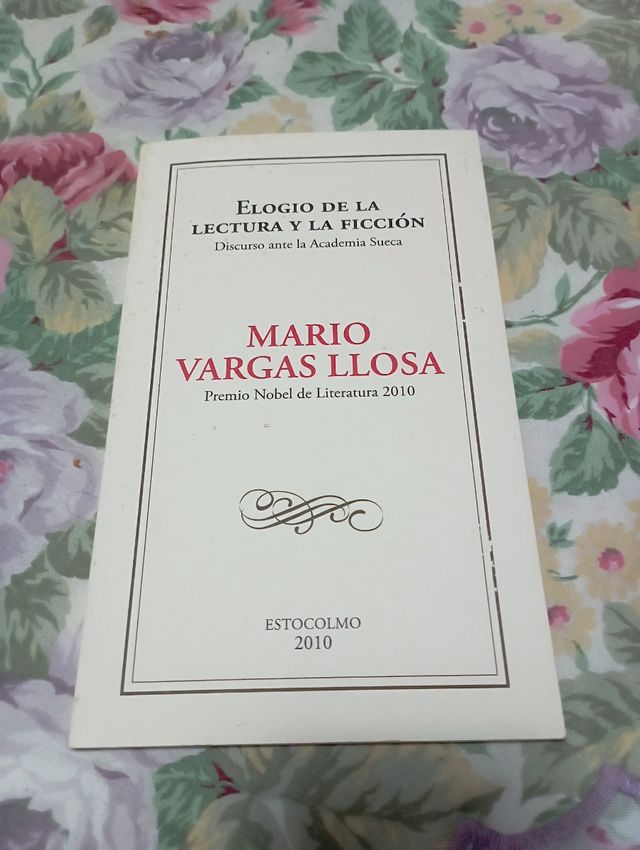 ELOGIO DE LA
LECTURA Y LA FICCIÓN
Discurso ante la Academia Sueca
MARIO
VARGAS LLOSA
Premio Nobel de Literatura 2010
ESTOCOLMO
2010